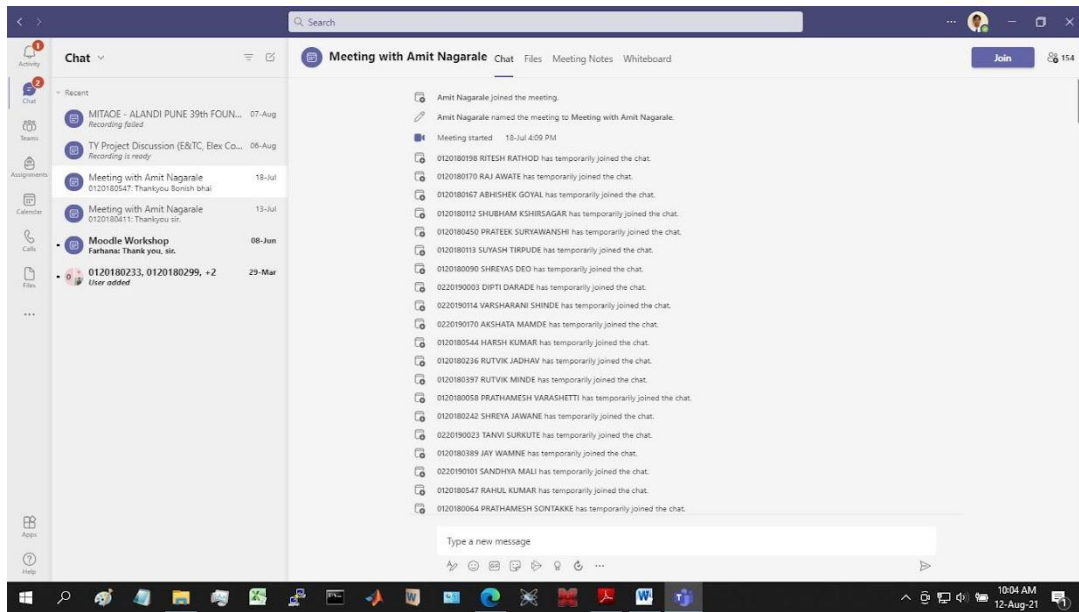 Search
Activity
1
Chat
2
Teams
Assignments
Calendar
Calls
Files
Apps
Help
Chat
Recent
MITAOE - ALANDI PUNE 39th FOUN... 07-Aug
Recording failed
TY Project Discussion (E&TC, Elex Co... 06-Aug
Recording is ready
Meeting with Amit Nagarale 18-Jul
0120180547: Thankyou Bonish bhai
Meeting with Amit Nagarale 13-Jul
0120180411: Thankyou sir.
Moodle Workshop 08-Jun
Farhana: Thank you, sir.
0120180233, 0120180299, +2 29-Mar
User added
Meeting with Amit Nagarale Chat Files Meeting Notes Whiteboard Join 154
Amit Nagarale joined the meeting.
Amit Nagarale named the meeting to Meeting with Amit Nagarale.
Meeting started 18-Jul 4:09 PM
0120180198 RITESH RATHOD has temporarily joined the chat.
0120180170 RAJ AWATE has temporarily joined the chat.
0120180167 ABHISHEK GOYAL has temporarily joined the chat.
0120180112 SHUBHAM KSHIRSAGAR has temporarily joined the chat.
0120180450 PRATEEK SURYAWANSHI has temporarily joined the chat.
0120180113 SUYASH TIRPUDE has temporarily joined the chat.
0120180090 SHREYAS DEO has temporarily joined the chat.
0220190003 DIPTI DARADE has temporarily joined the chat.
0220190114 VARSHARANI SHINDE has temporarily joined the chat.
0220190170 AKSHATA MAMDE has temporarily joined the chat.
0120180544 HARSH KUMAR has temporarily joined the chat.
0120180236 RUTVIK JADHAV has temporarily joined the chat.
0120180397 RUTVIK MINDE has temporarily joined the chat.
0120180058 PRATHAMESH VARASHETTI has temporarily joined the chat.
0120180242 SHREYA JAWANE has temporarily joined the chat.
0220190023 TANVI SURKUTE has temporarily joined the chat.
0120180389 JAY WAMNE has temporarily joined the chat.
0220190101 SANDHYA MALI has temporarily joined the chat.
0120180547 RAHUL KUMAR has temporarily joined the chat.
0120180064 PRATHAMESH SONTAKKE has temporarily joined the chat.
Type a new message
10:04 AM
12-Aug-21